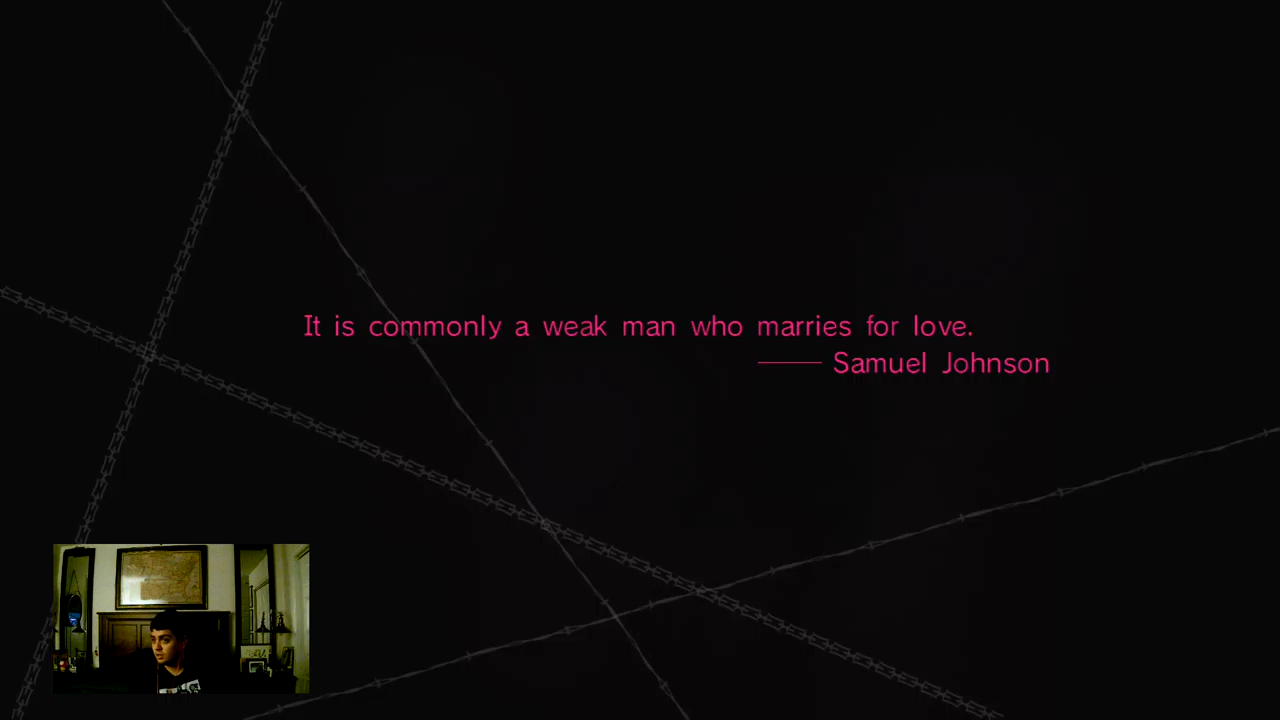 It is commonly a weak man who marries for love.
—— Samuel Johnson